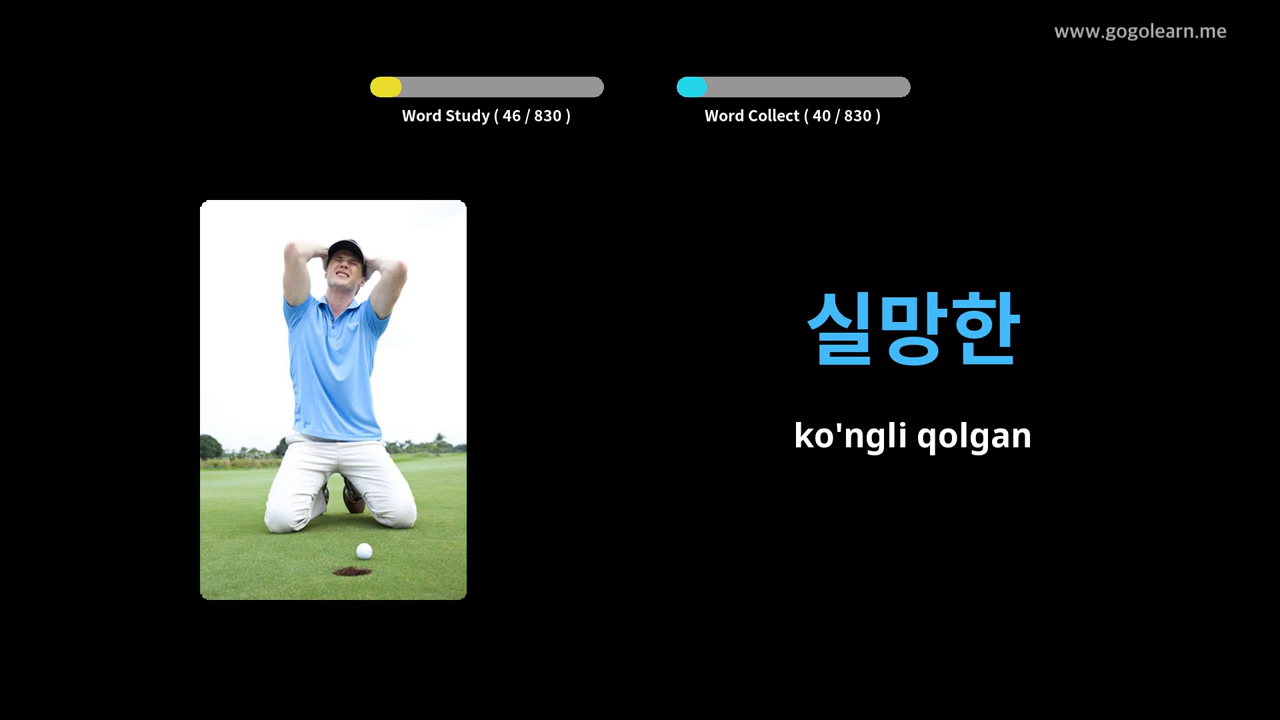 www.gogolearn.me
Word Study ( 46 / 830 )
Word Collect ( 40 / 830 )
실망한
ko'ngli qolgan